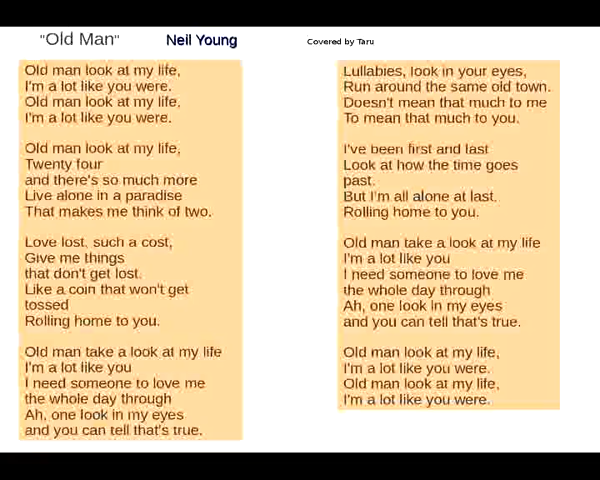 "Old Man" Neil Young Covered by Taru
Old man look at my life,
I'm a lot like you were.
Old man look at my life,
I'm a lot like you were.
Old man look at my life,
Twenty four
and there's so much more
Live alone in a paradise
That makes me think of two.
Love lost, such a cost,
Give me things
that don't get lost.
Like a coin that won't get
tossed
Rolling home to you.
Old man take a look at my life
I'm a lot like you
I need someone to love me
the whole day through
Ah, one look in my eyes
and you can tell that's true.
Lullabies, look in your eyes,
Run around the same old town.
Doesn't mean that much to me
To mean that much to you.
I've been first and last
Look at how the time goes
past.
But I'm all alone at last.
Rolling home to you.
Old man take a look at my life
I'm a lot like you
I need someone to love me
the whole day through
Ah, one look in my eyes
and you can tell that's true.
Old man look at my life,
I'm a lot like you were.
Old man look at my life,
I'm a lot like you were.